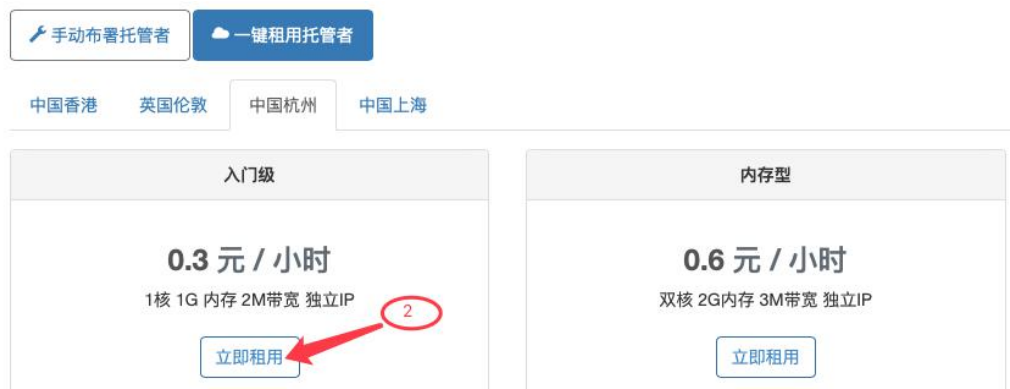 手动布署托管者 一键租用托管者
中国香港 英国伦敦 中国杭州 中国上海
入门级 内存型
0.3 元 / 小时 0.6 元 / 小时
1核 1G 内存 2M带宽 独立IP 双核 2G内存 3M带宽 独立IP
2
立即租用 立即租用